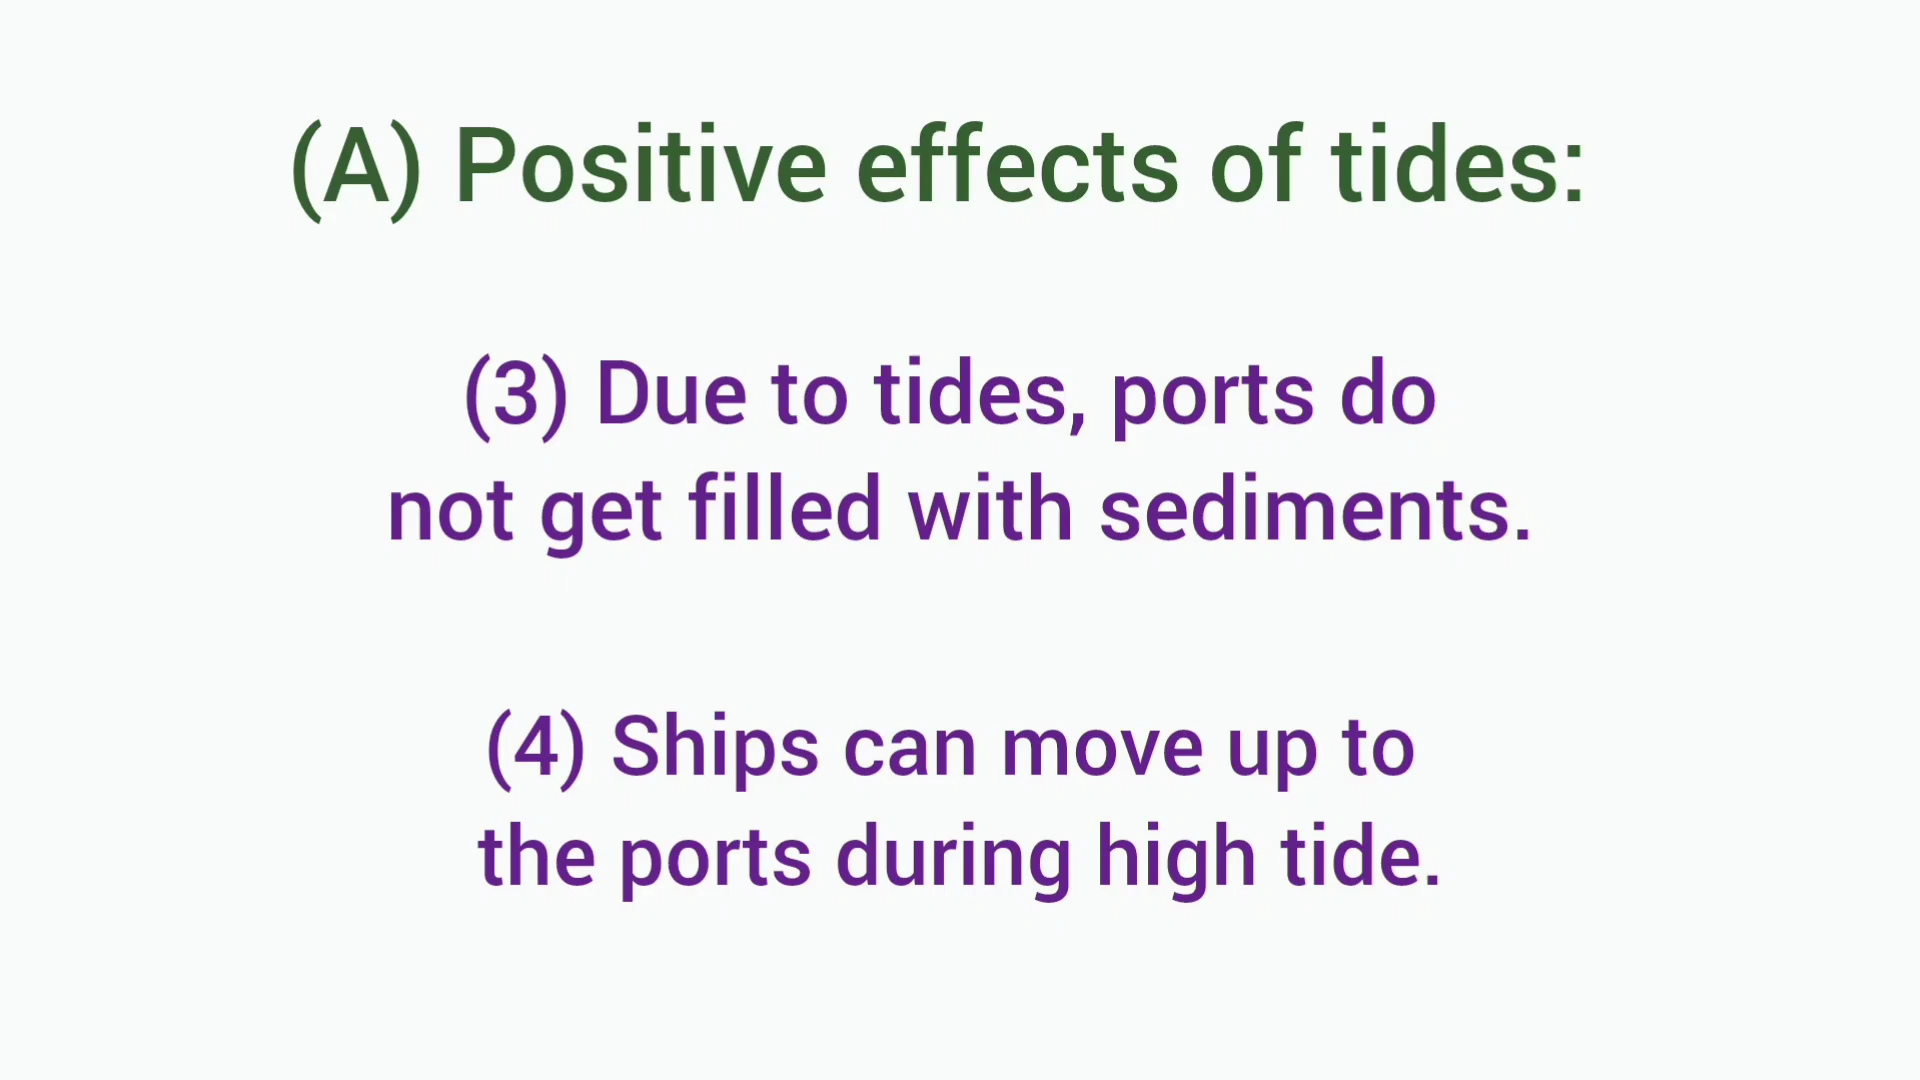 (A) Positive effects of tides:
(3) Due to tides, ports do
not get filled with sediments.
(4) Ships can move up to
the ports during high tide.